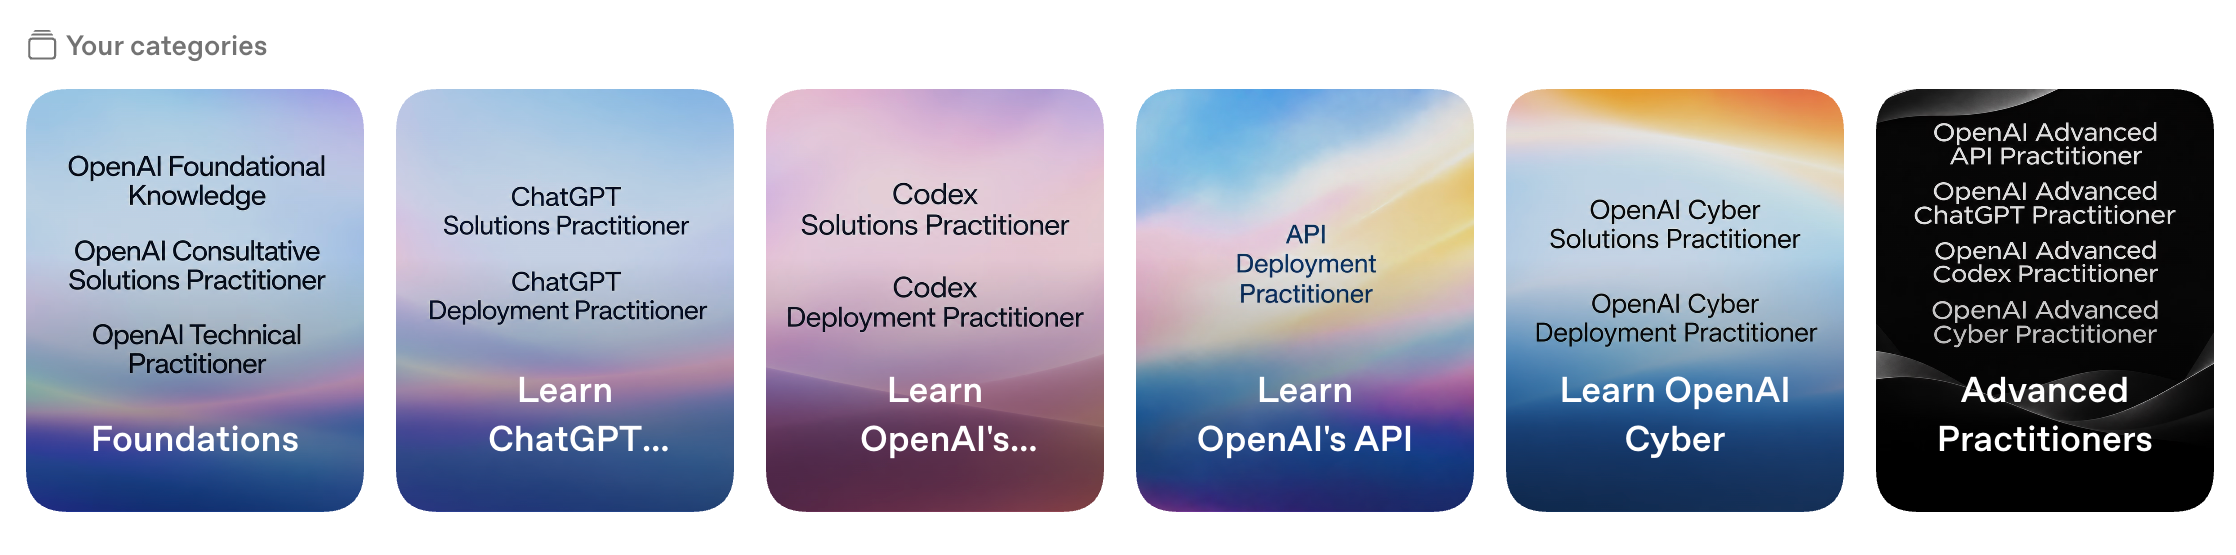 Your categories
OpenAI Foundational
Knowledge
OpenAI Consultative
Solutions Practitioner
OpenAI Technical
Practitioner
Foundations
ChatGPT
Solutions Practitioner
ChatGPT
Deployment Practitioner
Learn
ChatGPT...
Codex
Solutions Practitioner
Codex
Deployment Practitioner
Learn
OpenAI's...
API
Deployment
Practitioner
Learn
OpenAI's API
OpenAI Cyber
Solutions Practitioner
OpenAI Cyber
Deployment Practitioner
Learn OpenAI
Cyber
OpenAI Advanced
API Practitioner
OpenAI Advanced
ChatGPT Practitioner
OpenAI Advanced
Codex Practitioner
OpenAI Advanced
Cyber Practitioner
Advanced
Practitioners